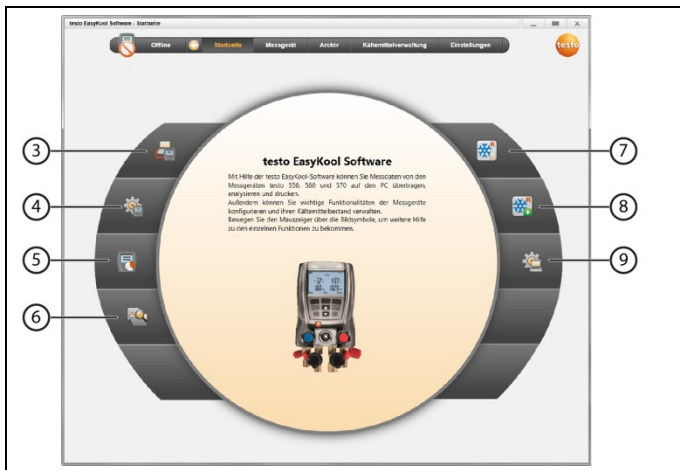 testo EasyKool Software - Startseite
Offline Startseite Messgerät Archiv Kältemittelverwaltung Einstellungen
testo
testo EasyKool Software
Mit Hilfe der testo EasyKool-Software können Sie Messdaten von den
Messgeräten testo 556, 560 und 570 auf den PC übertragen,
analysieren und drucken.
Außerdem können Sie wichtige Funktionalitäten der Messgeräte
konfigurieren und ihren Kältemittelbestand verwalten.
Bewegen Sie den Mauszeiger über die Bildsymbole, um weitere Hilfe
zu den einzelnen Funktionen zu bekommen.
3
4
5
6
R
7
R
8
9